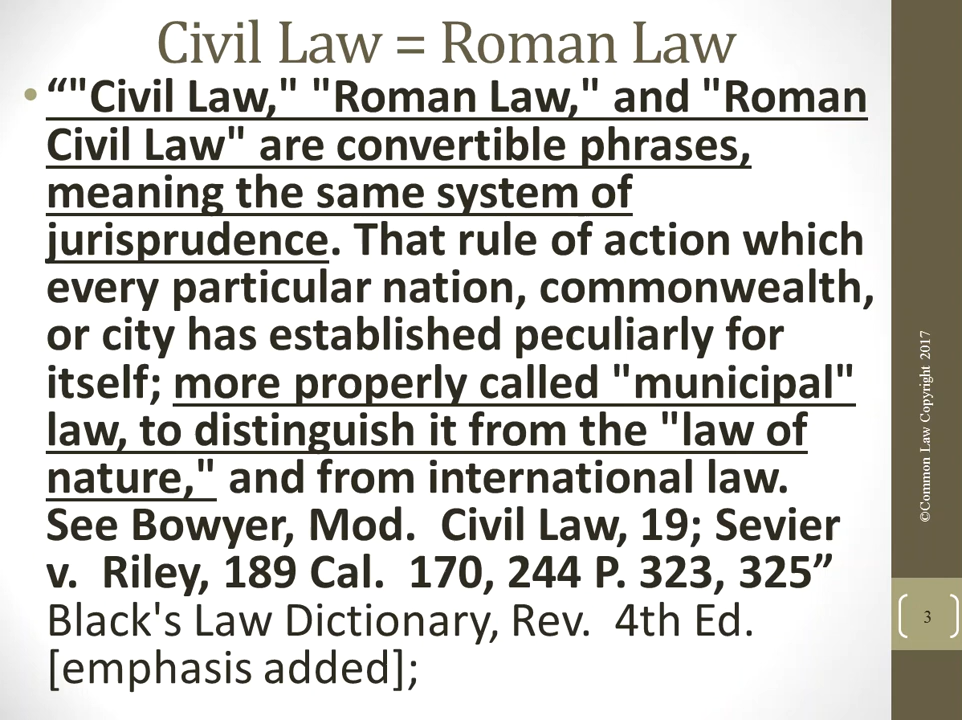 Civil Law = Roman Law
• “"Civil Law," "Roman Law," and "Roman
Civil Law" are convertible phrases,
meaning the same system of
jurisprudence. That rule of action which
every particular nation, commonwealth,
or city has established peculiarly for
itself; more properly called "municipal"
law, to distinguish it from the "law of
nature," and from international law.
See Bowyer, Mod. Civil Law, 19; Sevier
v. Riley, 189 Cal. 170, 244 P. 323, 325”
Black's Law Dictionary, Rev. 4th Ed.
[emphasis added];
©Common Law Copyright 2017
3